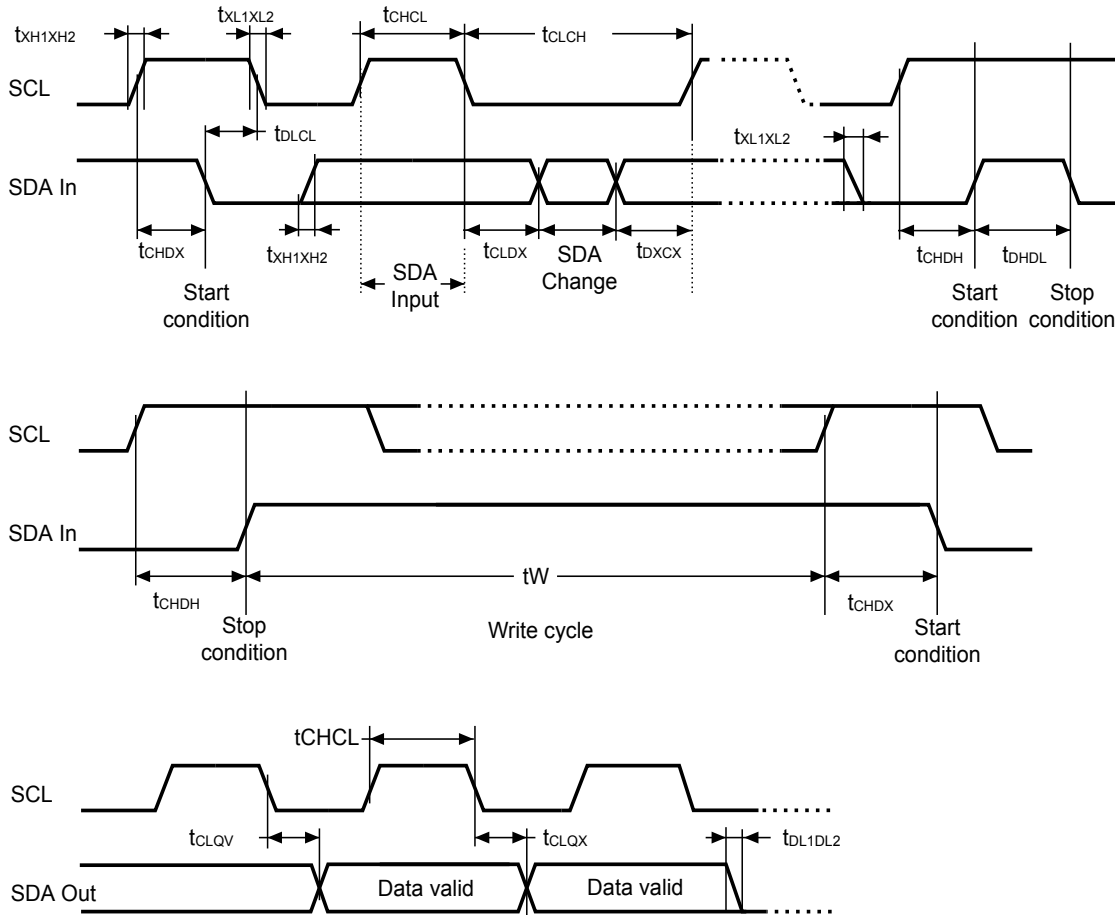 tXL1XL2
tCHCL
tXH1XH2
tCLCH
SCL
tDLCL
tXL1XL2
SDA In
tCHDX
tXH1XH2
tCLDX
SDA
Change
tDXCX
tCHDH
tDHDL
SDA
Input
Start
condition
Start
condition
Stop
condition
SCL
SDA In
tW
tCHDH
tCHDX
Stop
condition
Write cycle
Start
condition
tCHCL
SCL
tCLQV
tCLQX
tDL1DL2
SDA Out
Data valid
Data valid